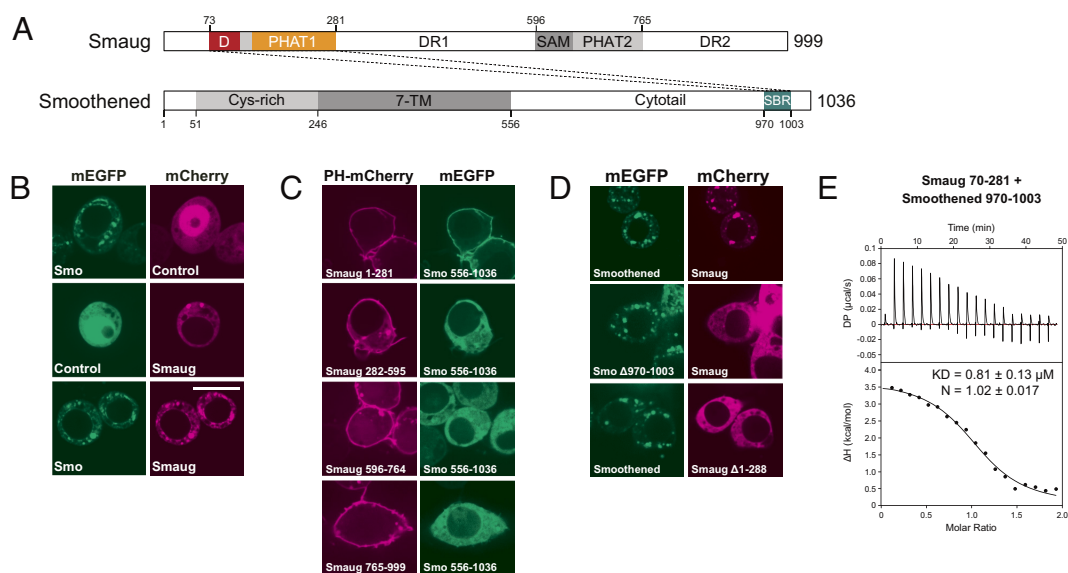 A
73 281 596 765
Smaug D PHAT1 DR1 SAM PHAT2 DR2 999
Smoothened Cys-rich 7-TM Cytotail SBR 1036
1 51 246 556 970 1003
B
mEGFP mCherry
Smo Control
Control Smaug
Smo Smaug
C
PH-mCherry mEGFP
Smaug 1-281 Smo 556-1036
Smaug 282-595 Smo 556-1036
Smaug 596-764 Smo 556-1036
Smaug 765-999 Smo 556-1036
D
mEGFP mCherry
Smoothened Smaug
Smo Δ970-1003 Smaug
Smoothened Smaug Δ1-288
E
Smaug 70-281 +
Smoothened 970-1003
Time (min)
0 10 20 30 40 50
DP (μcal/s)
0.1
0.08
0.06
0.04
0.02
0
-0.05
-0.05
KD = 0.81 ± 0.13 μM
N = 1.02 ± 0.017
ΔH (kcal/mol)
4.0
3.5
3.0
2.5
2.0
1.5
1.0
0.5
0
0 0.5 1.0 1.5 2.0
Molar Ratio